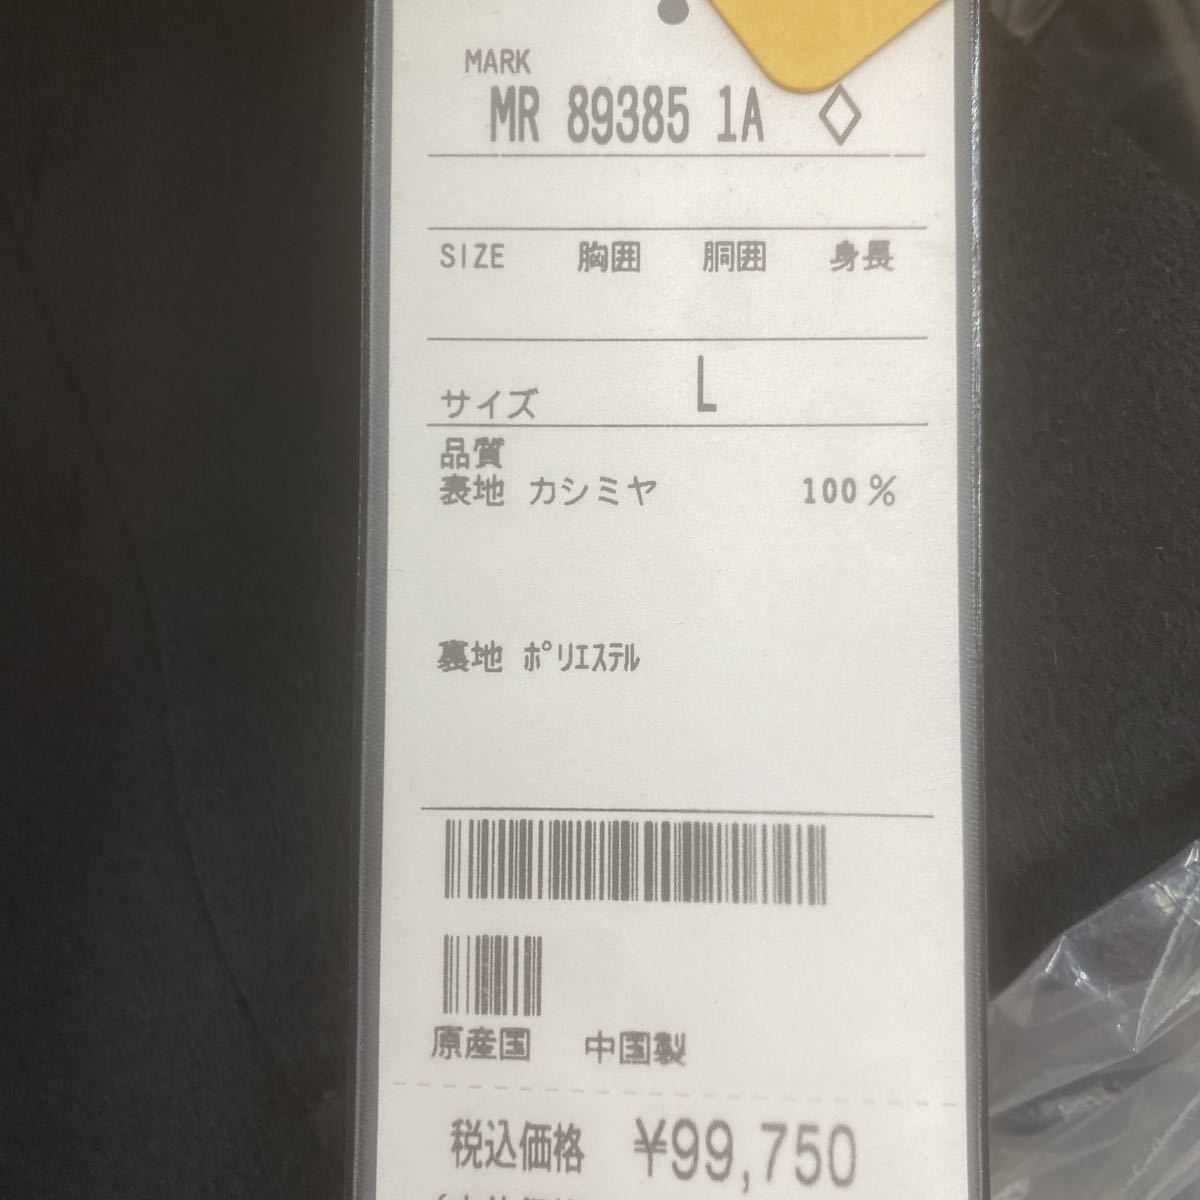 MARK
MR 89385 1A ◇
SIZE 胸囲 胴囲 身長
サイズ L
品質
表地 カシミヤ 100%
裏地 ポリエステル
原産国 中国製
税込価格 ¥99,750